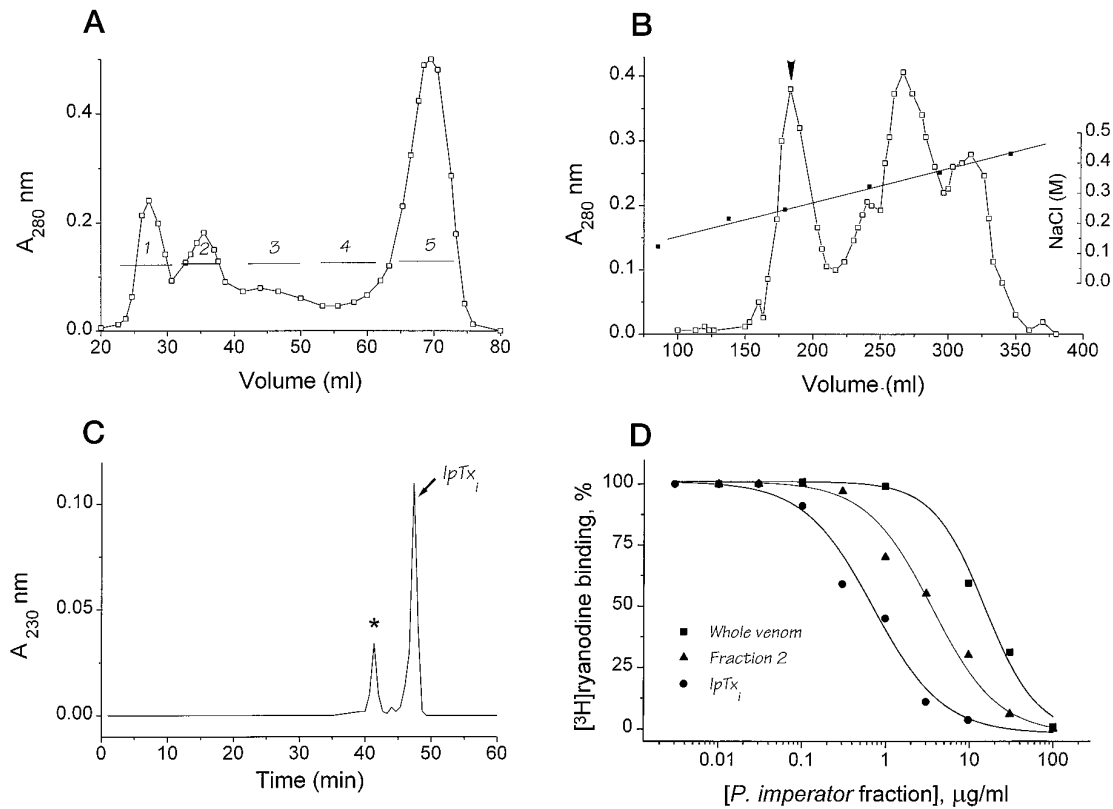 A
A280 nm
0.4
0.2
0.0
1
2
3
4
5
20 30 40 50 60 70 80
Volume (ml)
B
A280 nm
0.4
0.3
0.2
0.1
0.0
0.5
0.4
0.3
0.2
0.1
0.0
NaCl (M)
100 150 200 250 300 350 400
Volume (ml)
C
A230 nm
0.10
0.05
0.00
*
IpTxi
0 10 20 30 40 50 60
Time (min)
D
[3H]ryanodine binding, %
100
75
50
25
0
Whole venom
Fraction 2
IpTxi
0.01 0.1 1 10 100
[P. imperator fraction], μg/ml